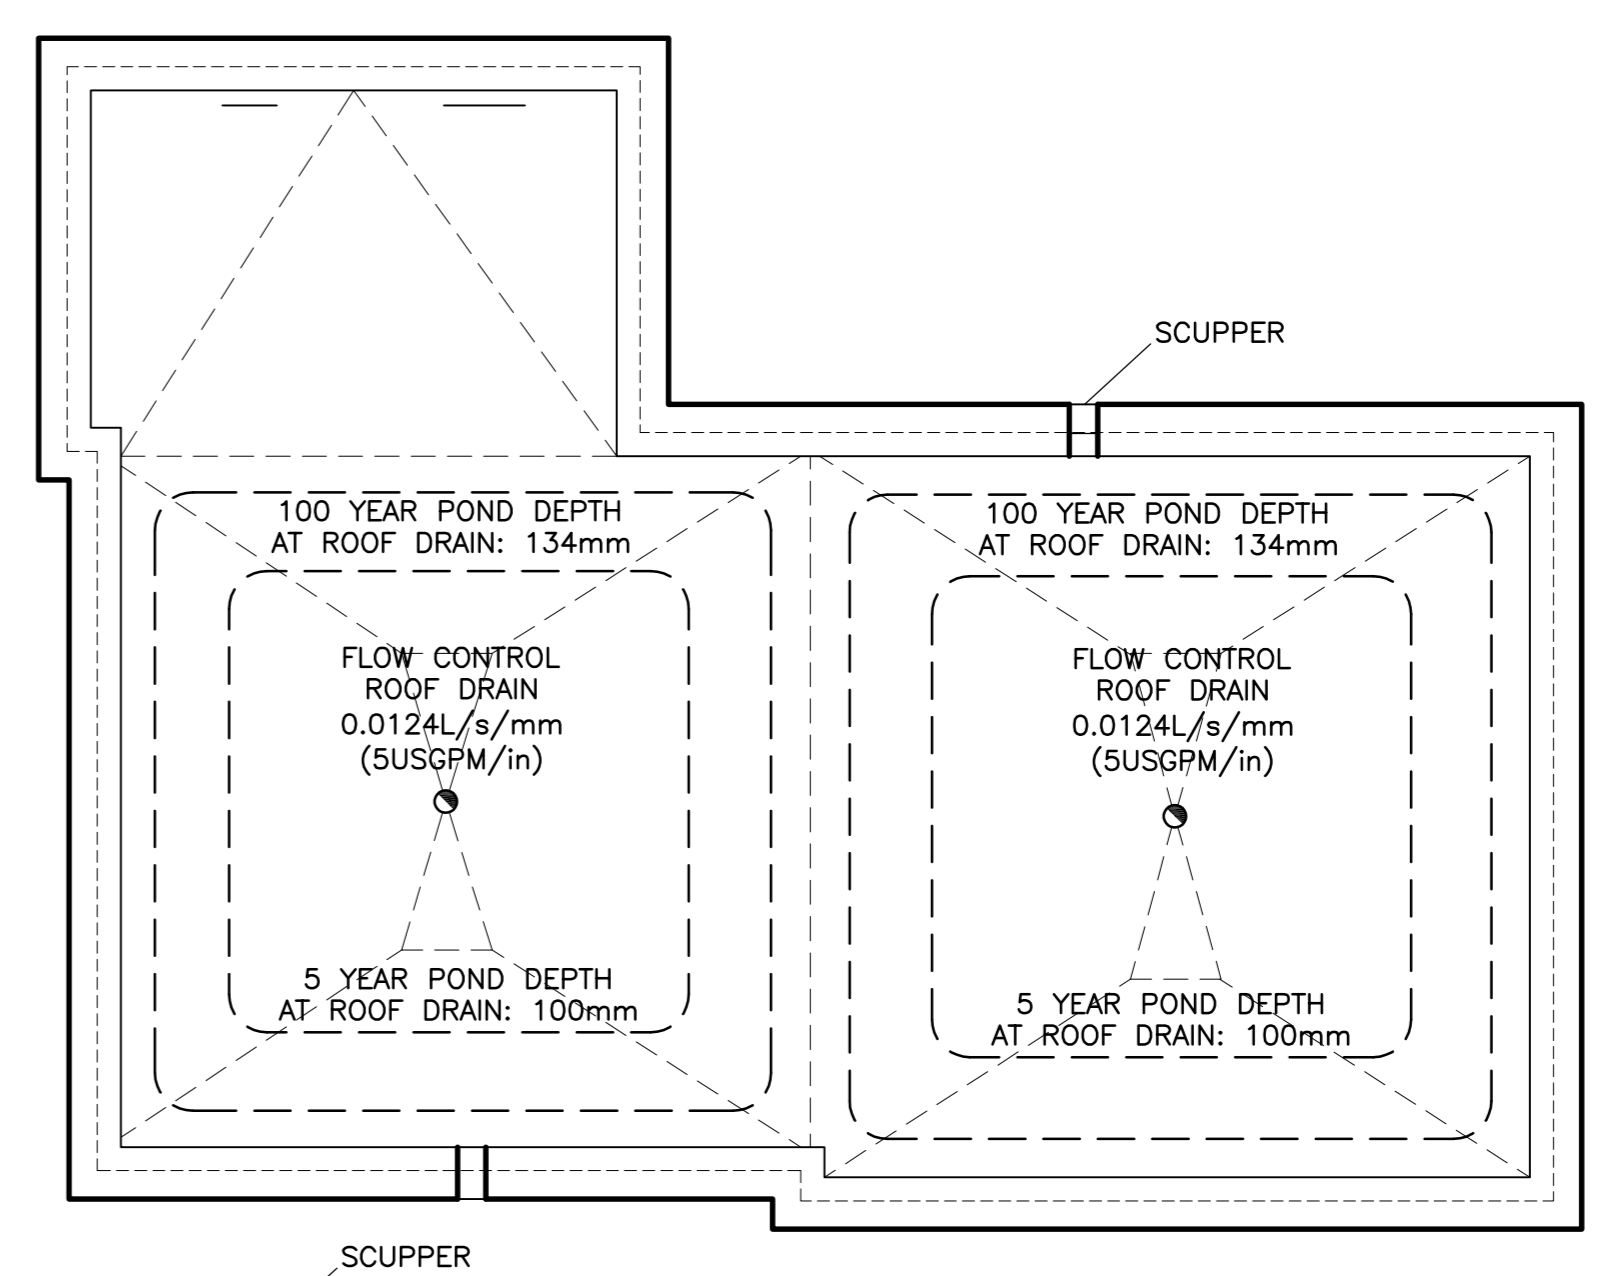 SCUPPER
100 YEAR POND DEPTH
AT ROOF DRAIN: 134mm
100 YEAR POND DEPTH
AT ROOF DRAIN: 134mm
FLOW CONTROL
ROOF DRAIN
0.0124L/s/mm
(5USGPM/in)
FLOW CONTROL
ROOF DRAIN
0.0124L/s/mm
(5USGPM/in)
5 YEAR POND DEPTH
AT ROOF DRAIN: 100mm
5 YEAR POND DEPTH
AT ROOF DRAIN: 100mm
SCUPPER